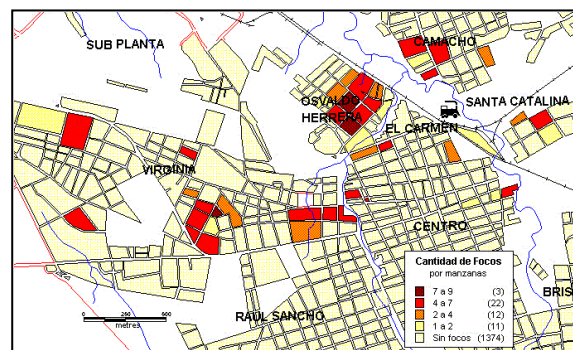 SUB PLANTA
CAMACHO
OSVALDO
HERRERA
SANTA CATALINA
EL CARMEN
VIRGINIA
CENTRO
RAUL SANCHO
BRIS
0 250 500
metres
Cantidad de Focos
por manzanas
7 a 9 (3)
4 a 7 (22)
2 a 4 (12)
1 a 2 (11)
Sin focos (1374)